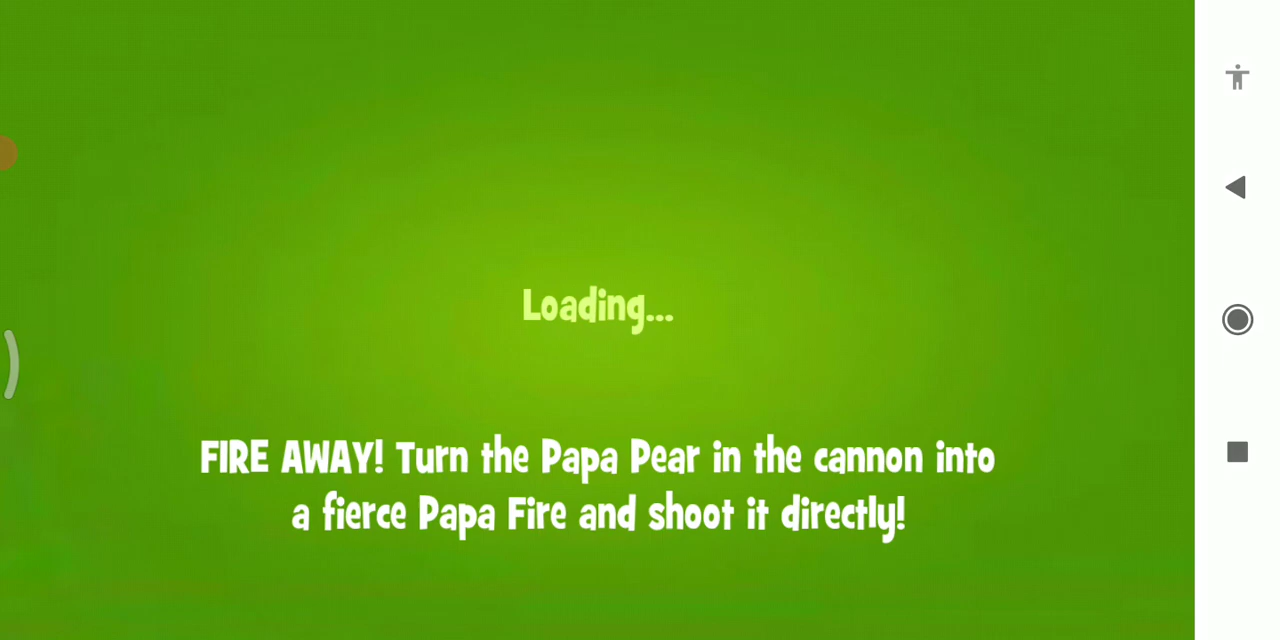 Loading...
FIRE AWAY! Turn the Papa Pear in the cannon into
a fierce Papa Fire and shoot it directly!